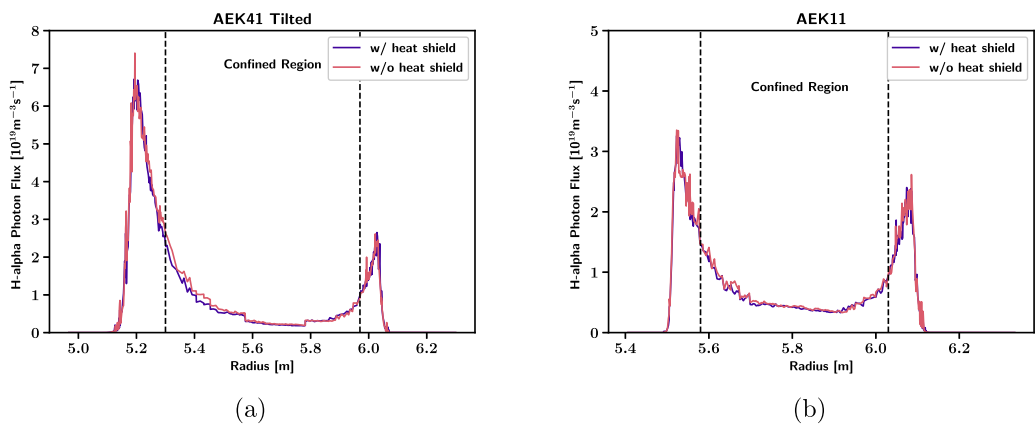 AEK41 Tilted
H-alpha Photon Flux [10¹⁹m⁻³s⁻¹]
8
7
6
5
4
3
2
1
0
Confined Region
w/ heat shield
w/o heat shield
5.0 5.2 5.4 5.6 5.8 6.0 6.2
Radius [m]
(a)
AEK11
H-alpha Photon Flux [10¹⁹m⁻³s⁻¹]
5
4
3
2
1
0
Confined Region
w/ heat shield
w/o heat shield
5.4 5.6 5.8 6.0 6.2
Radius [m]
(b)